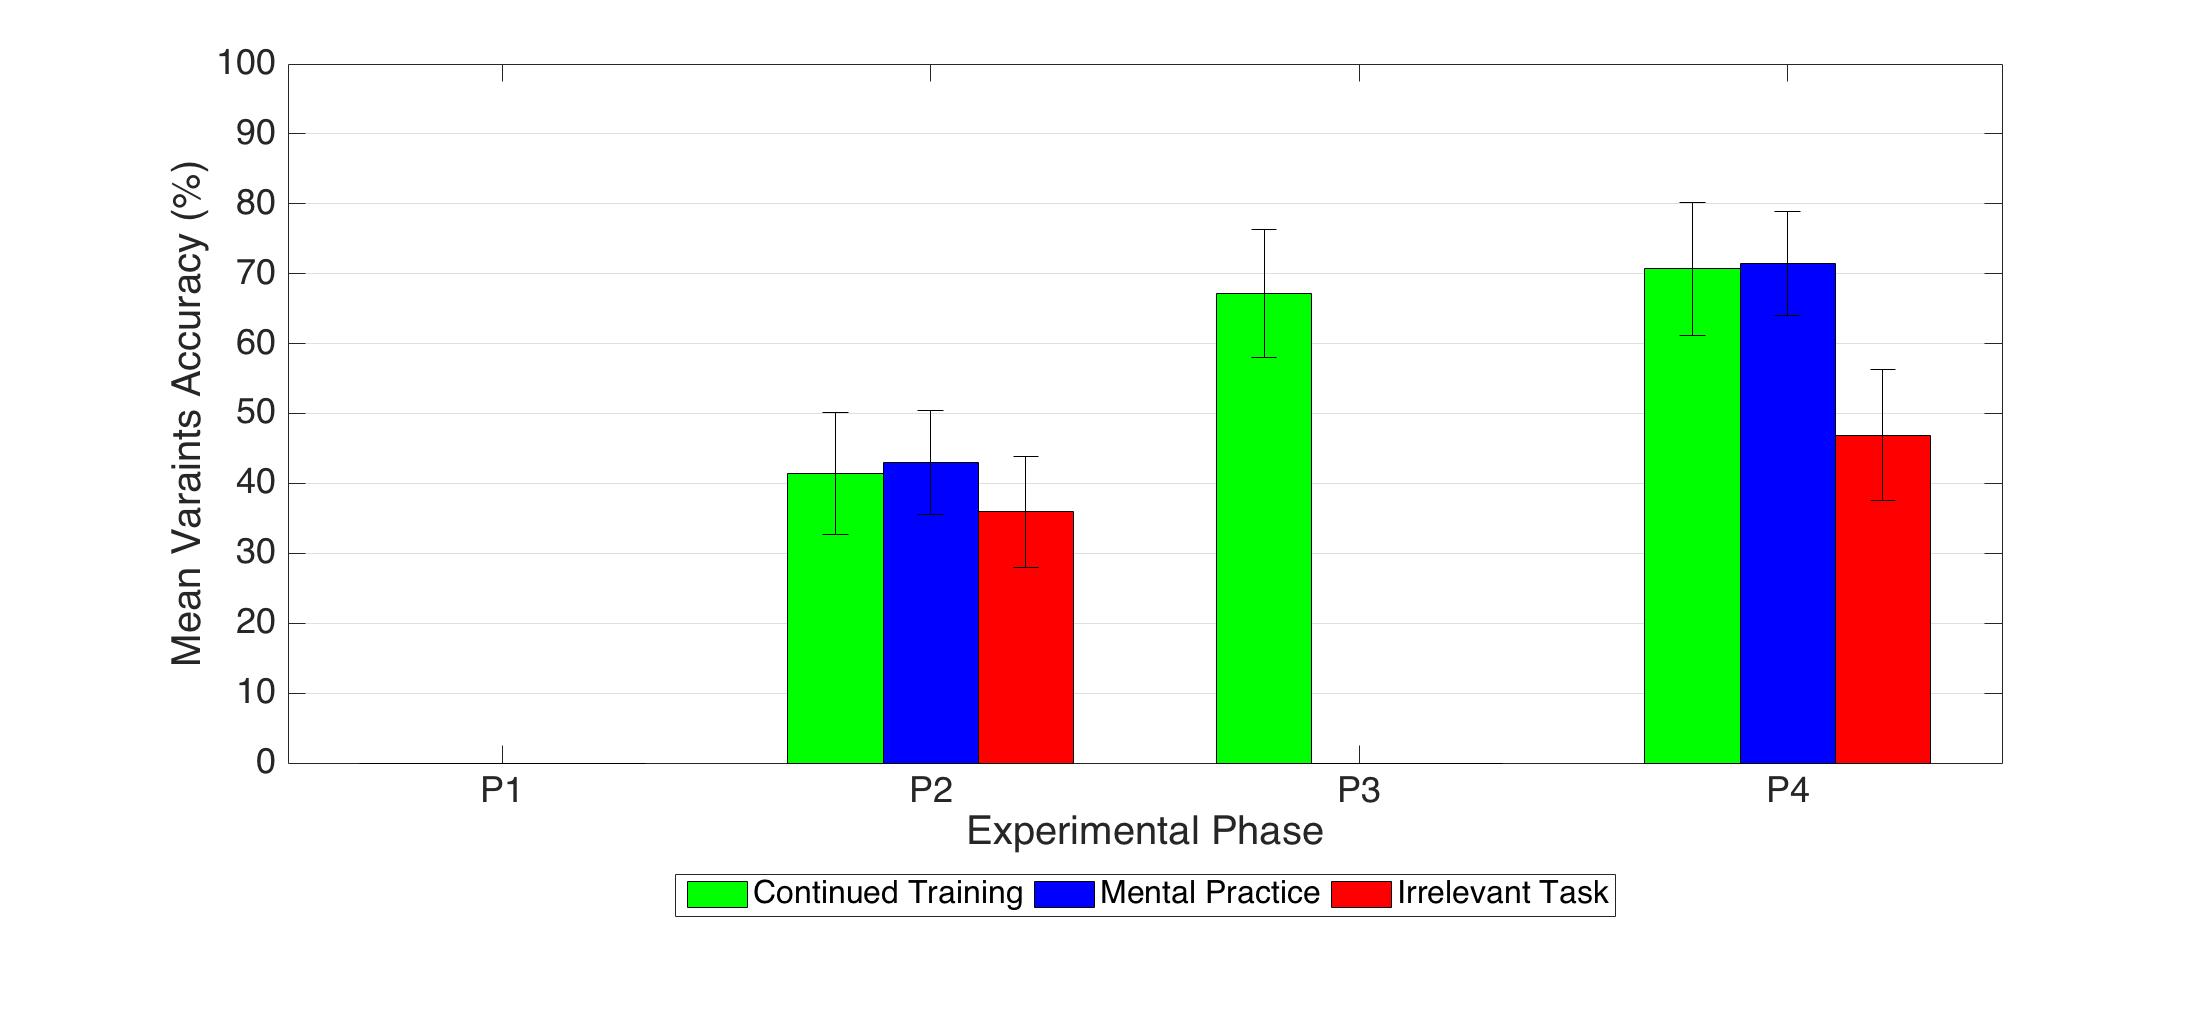 100
90
80
70
60
50
40
30
20
10
0
Mean Varaints Accuracy (%)
P1 P2 P3 P4
Experimental Phase
Continued Training Mental Practice Irrelevant Task